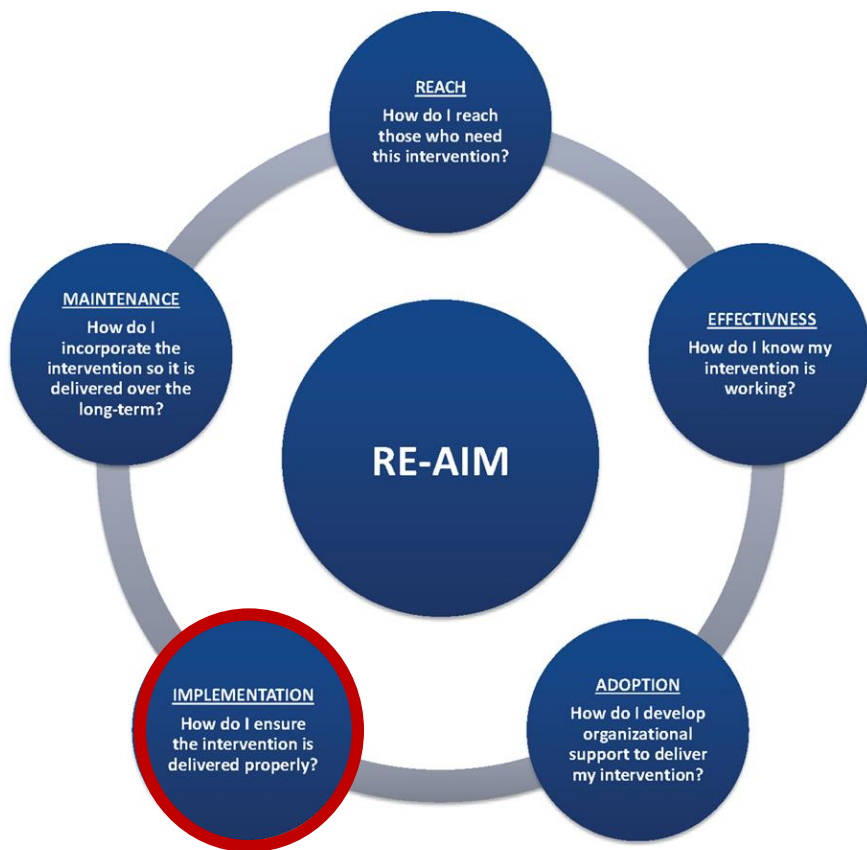 REACH
How do I reach
those who need
this intervention?
EFFECTIVNESS
How do I know my
intervention is
working?
ADOPTION
How do I develop
organizational
support to deliver
my intervention?
IMPLEMENTATION
How do I ensure
the intervention is
delivered properly?
MAINTENANCE
How do I
incorporate the
intervention so it is
delivered over the
long-term?
RE-AIM